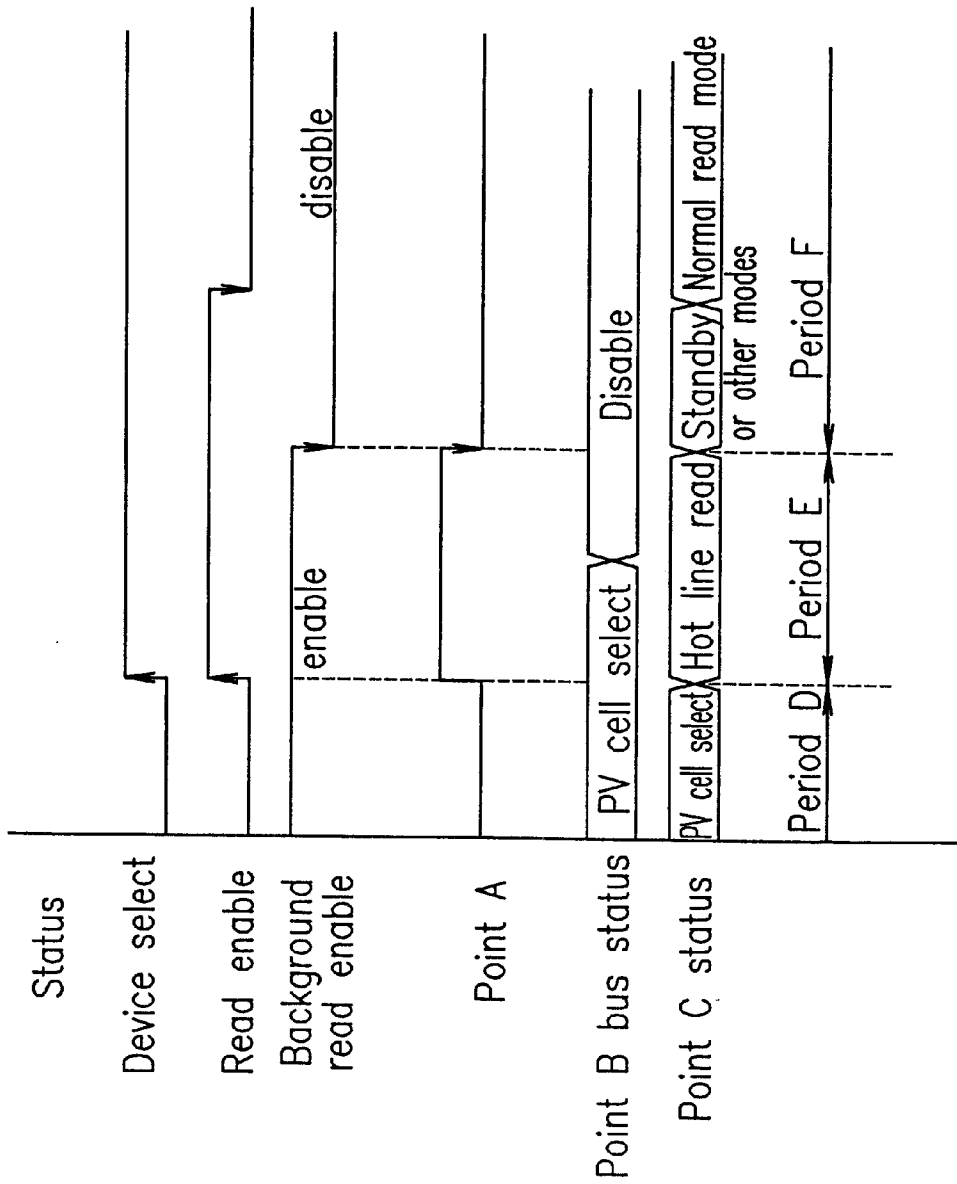 Status
Device select
Read enable
Background
read enable
enable
disable
Point A
Point B bus status
PV cell select
Disable
Point C status
PV cell select
Hot line read
Standby
Normal read mode
or other modes
Period D
Period E
Period F